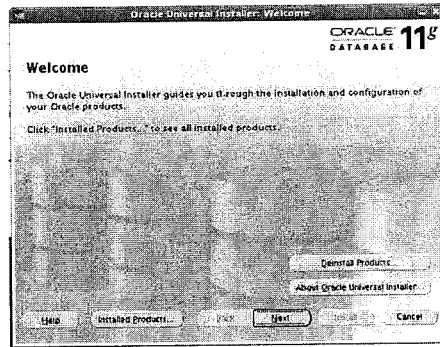 Oracle Universal Installer: Welcome
ORACLE 11g
DATABASE
Welcome
The Oracle Universal Installer guides you through the installation and configuration of
your Oracle products.
Click "Installed Products..." to see all installed products.
Deinstall Products...
About Oracle Universal Installer...
Help
Installed Products...
Back
Next
Install
Cancel